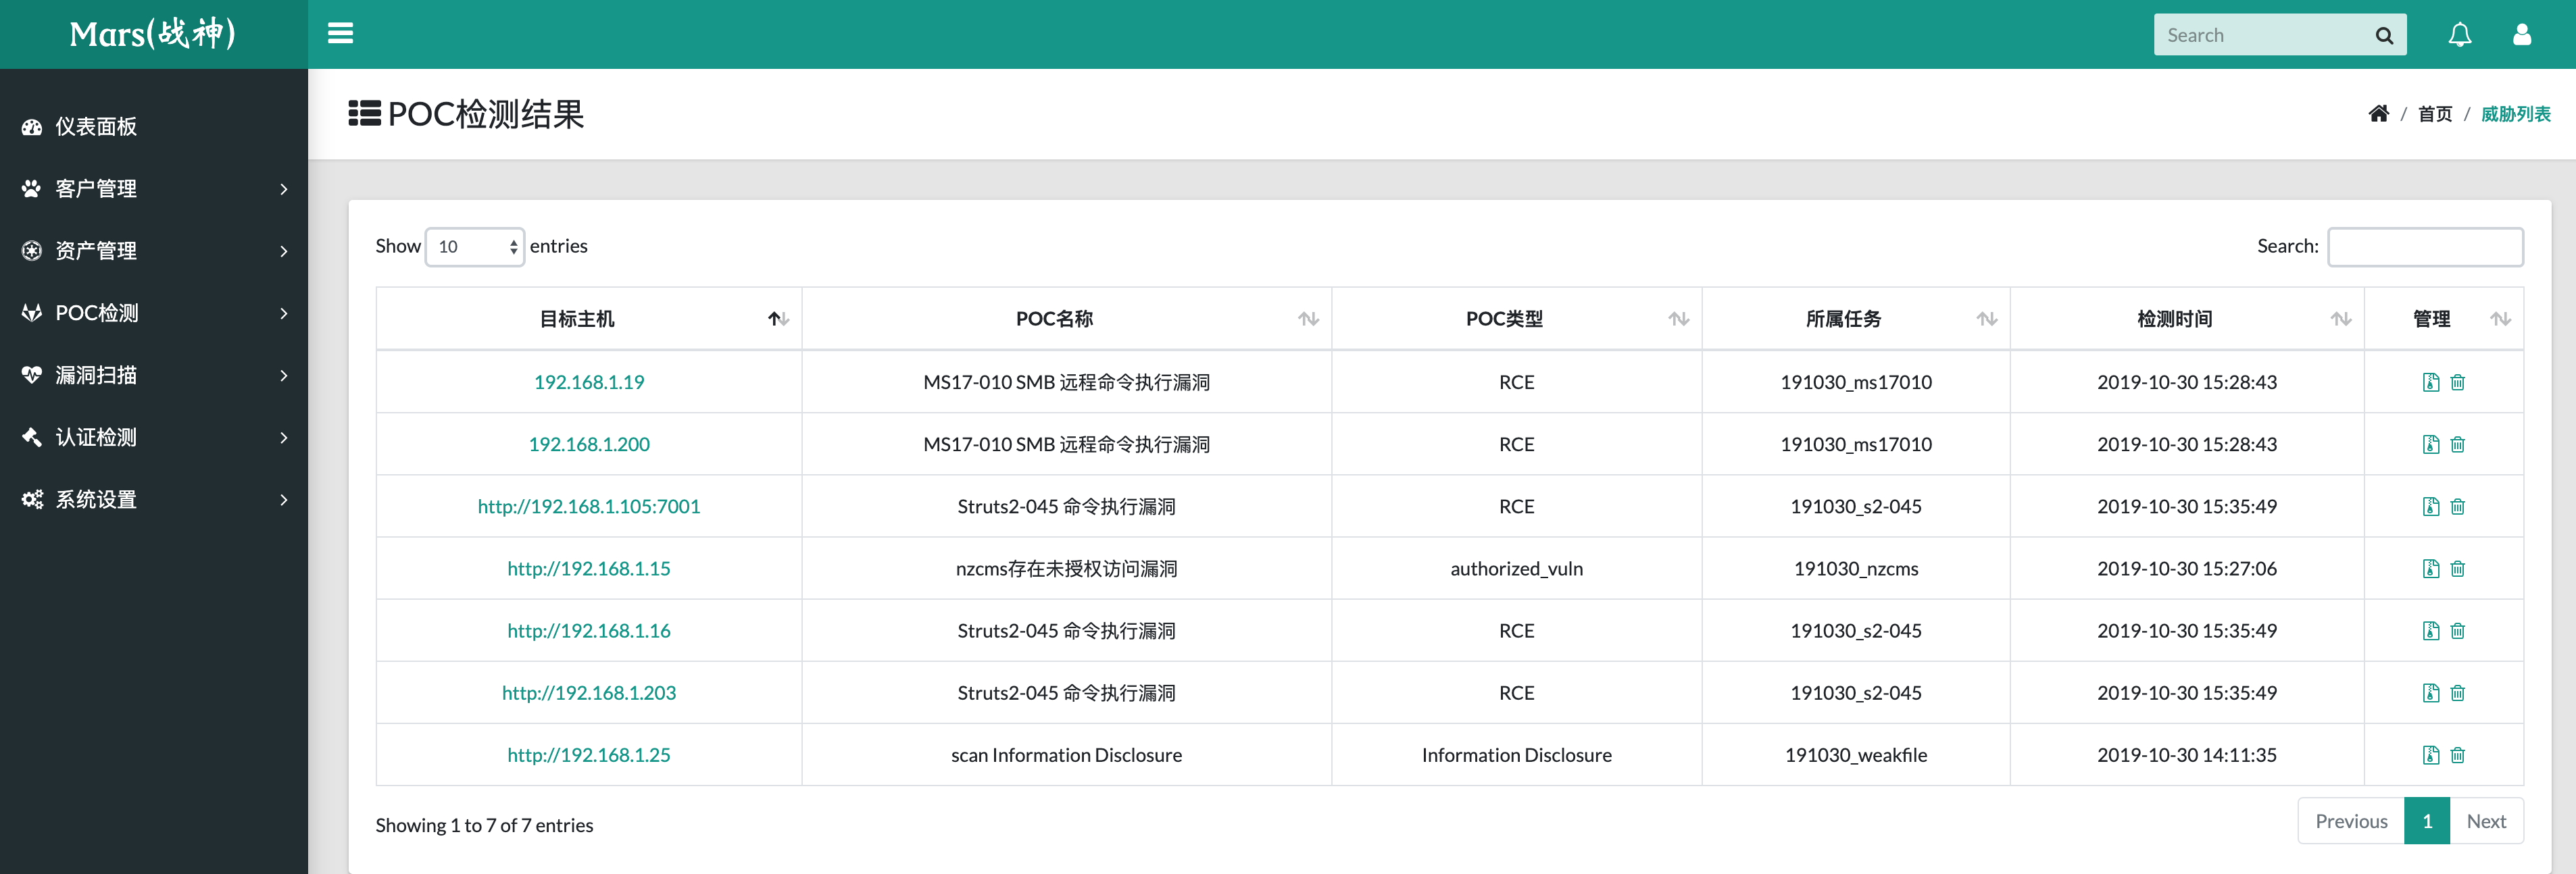 Mars(战神)
Search
仪表面板
客户管理
资产管理
POC检测
漏洞扫描
认证检测
系统设置
POC检测结果
/ 首页 / 威胁列表
Show 10 entries
Search:
目标主机 POC名称 POC类型 所属任务 检测时间 管理
192.168.1.19 MS17-010 SMB 远程命令执行漏洞 RCE 191030_ms17010 2019-10-30 15:28:43
192.168.1.200 MS17-010 SMB 远程命令执行漏洞 RCE 191030_ms17010 2019-10-30 15:28:43
http://192.168.1.105:7001 Struts2-045 命令执行漏洞 RCE 191030_s2-045 2019-10-30 15:35:49
http://192.168.1.15 nzcms存在未授权访问漏洞 authorized_vuln 191030_nzcms 2019-10-30 15:27:06
http://192.168.1.16 Struts2-045 命令执行漏洞 RCE 191030_s2-045 2019-10-30 15:35:49
http://192.168.1.203 Struts2-045 命令执行漏洞 RCE 191030_s2-045 2019-10-30 15:35:49
http://192.168.1.25 scan Information Disclosure Information Disclosure 191030_weakfile 2019-10-30 14:11:35
Showing 1 to 7 of 7 entries
Previous 1 Next